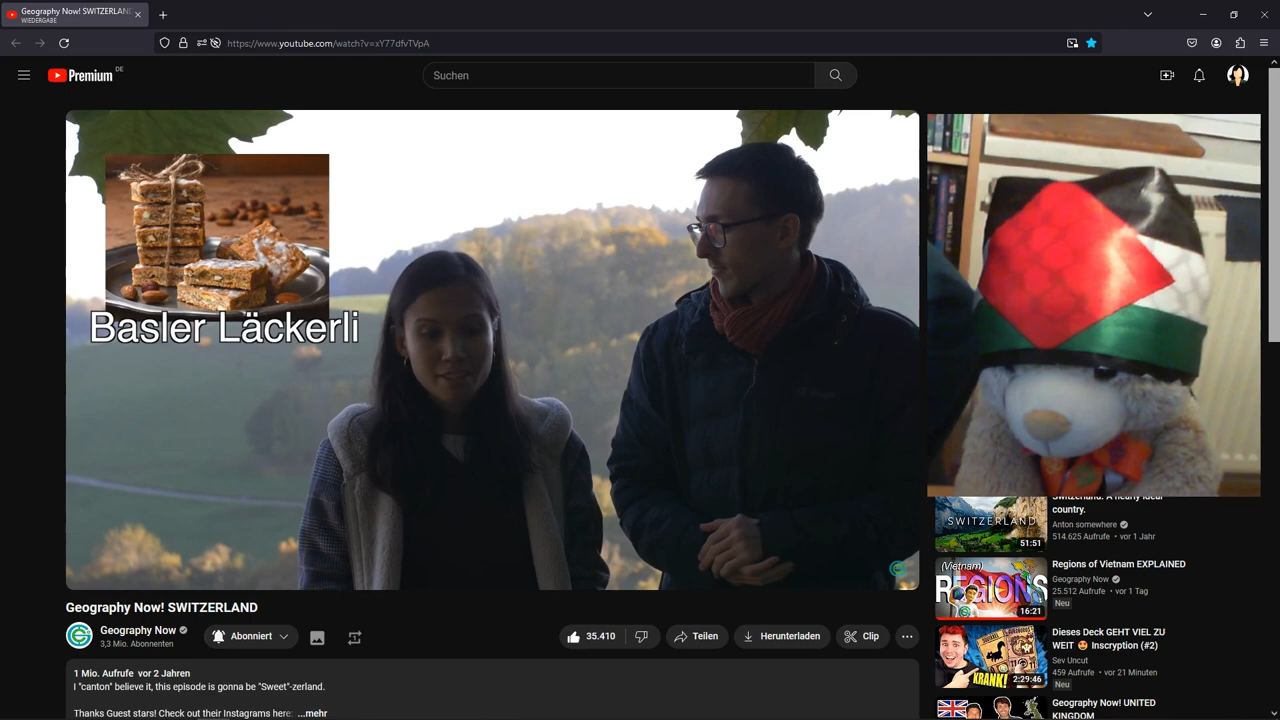 Geography Now! SWITZERLAND
WIEDERGABE
https://www.youtube.com/watch?v=xY77dfvTVpA
Premium DE
Suchen
Basler Läckerli
Geography Now! SWITZERLAND
Geography Now
3,3 Mio. Abonnenten
Abonniert
35.410
Teilen
Herunterladen
Clip
1 Mio. Aufrufe vor 2 Jahren
I "canton" believe it, this episode is gonna be "Sweet"-zerland.
Thanks Guest stars! Check out their Instagrams here: ...mehr
SWITZERLAND
51:51
Switzerland. A nearly ideal
country.
Anton somewhere
514.625 Aufrufe • vor 1 Jahr
(Vietnam)
REGIONS
16:21
Regions of Vietnam EXPLAINED
Geography Now
25.512 Aufrufe • vor 1 Tag
Neu
KRANK!
2:29:46
Dieses Deck GEHT VIEL ZU
WEIT 🤩 Inscryption (#2)
Sev Uncut
459 Aufrufe • vor 21 Minuten
Neu
Geography Now! UNITED
KINGDOM